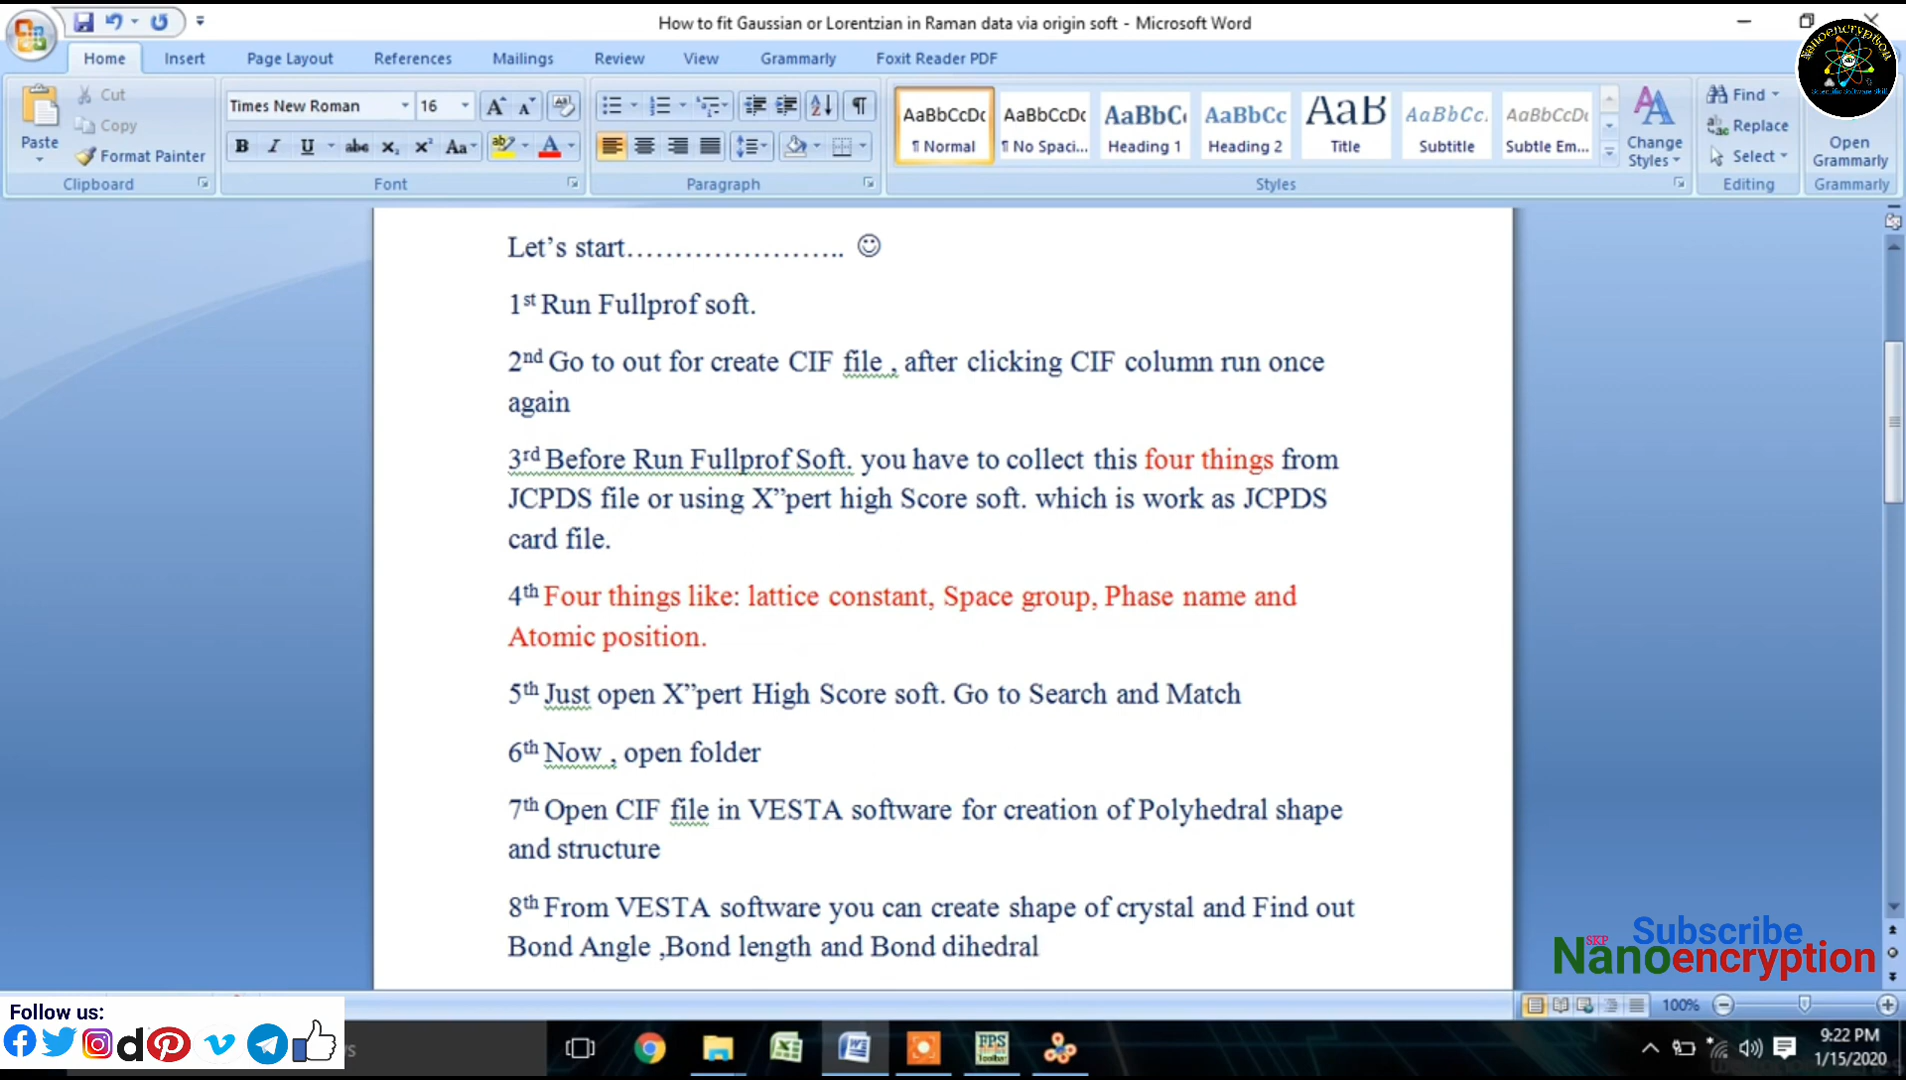 How to fit Gaussian or Lorentzian in Raman data via origin soft - Microsoft Word
Home
Insert
Page Layout
References
Mailings
Review
View
Grammarly
Foxit Reader PDF
Paste
Cut
Copy
Format Painter
Clipboard
Times New Roman
16
Font
Paragraph
AaBbCcDc
¶ Normal
AaBbCcDc
¶ No Spaci...
AaBbC
Heading 1
AaBbCc
Heading 2
AaB
Title
AaBbCc.
Subtitle
AaBbCcDt
Subtle Em...
Change
Styles
Styles
Find
Replace
Select
Editing
Open
Grammarly
Grammarly
Nanoencryption
Scientific Software Skill
Let's start…………………….. ☺
1st Run Fullprof soft.
2nd Go to out for create CIF file , after clicking CIF column run once
again
3rd Before Run Fullprof Soft. you have to collect this four things from
JCPDS file or using X”pert high Score soft. which is work as JCPDS
card file.
4th Four things like: lattice constant, Space group, Phase name and
Atomic position.
5th Just open X”pert High Score soft. Go to Search and Match
6th Now , open folder
7th Open CIF file in VESTA software for creation of Polyhedral shape
and structure
8th From VESTA software you can create shape of crystal and Find out
Bond Angle ,Bond length and Bond dihedral
Subscribe
SKP
Nanoencryption
Follow us:
100%
FPS
Toolbar
9:22 PM
1/15/2020